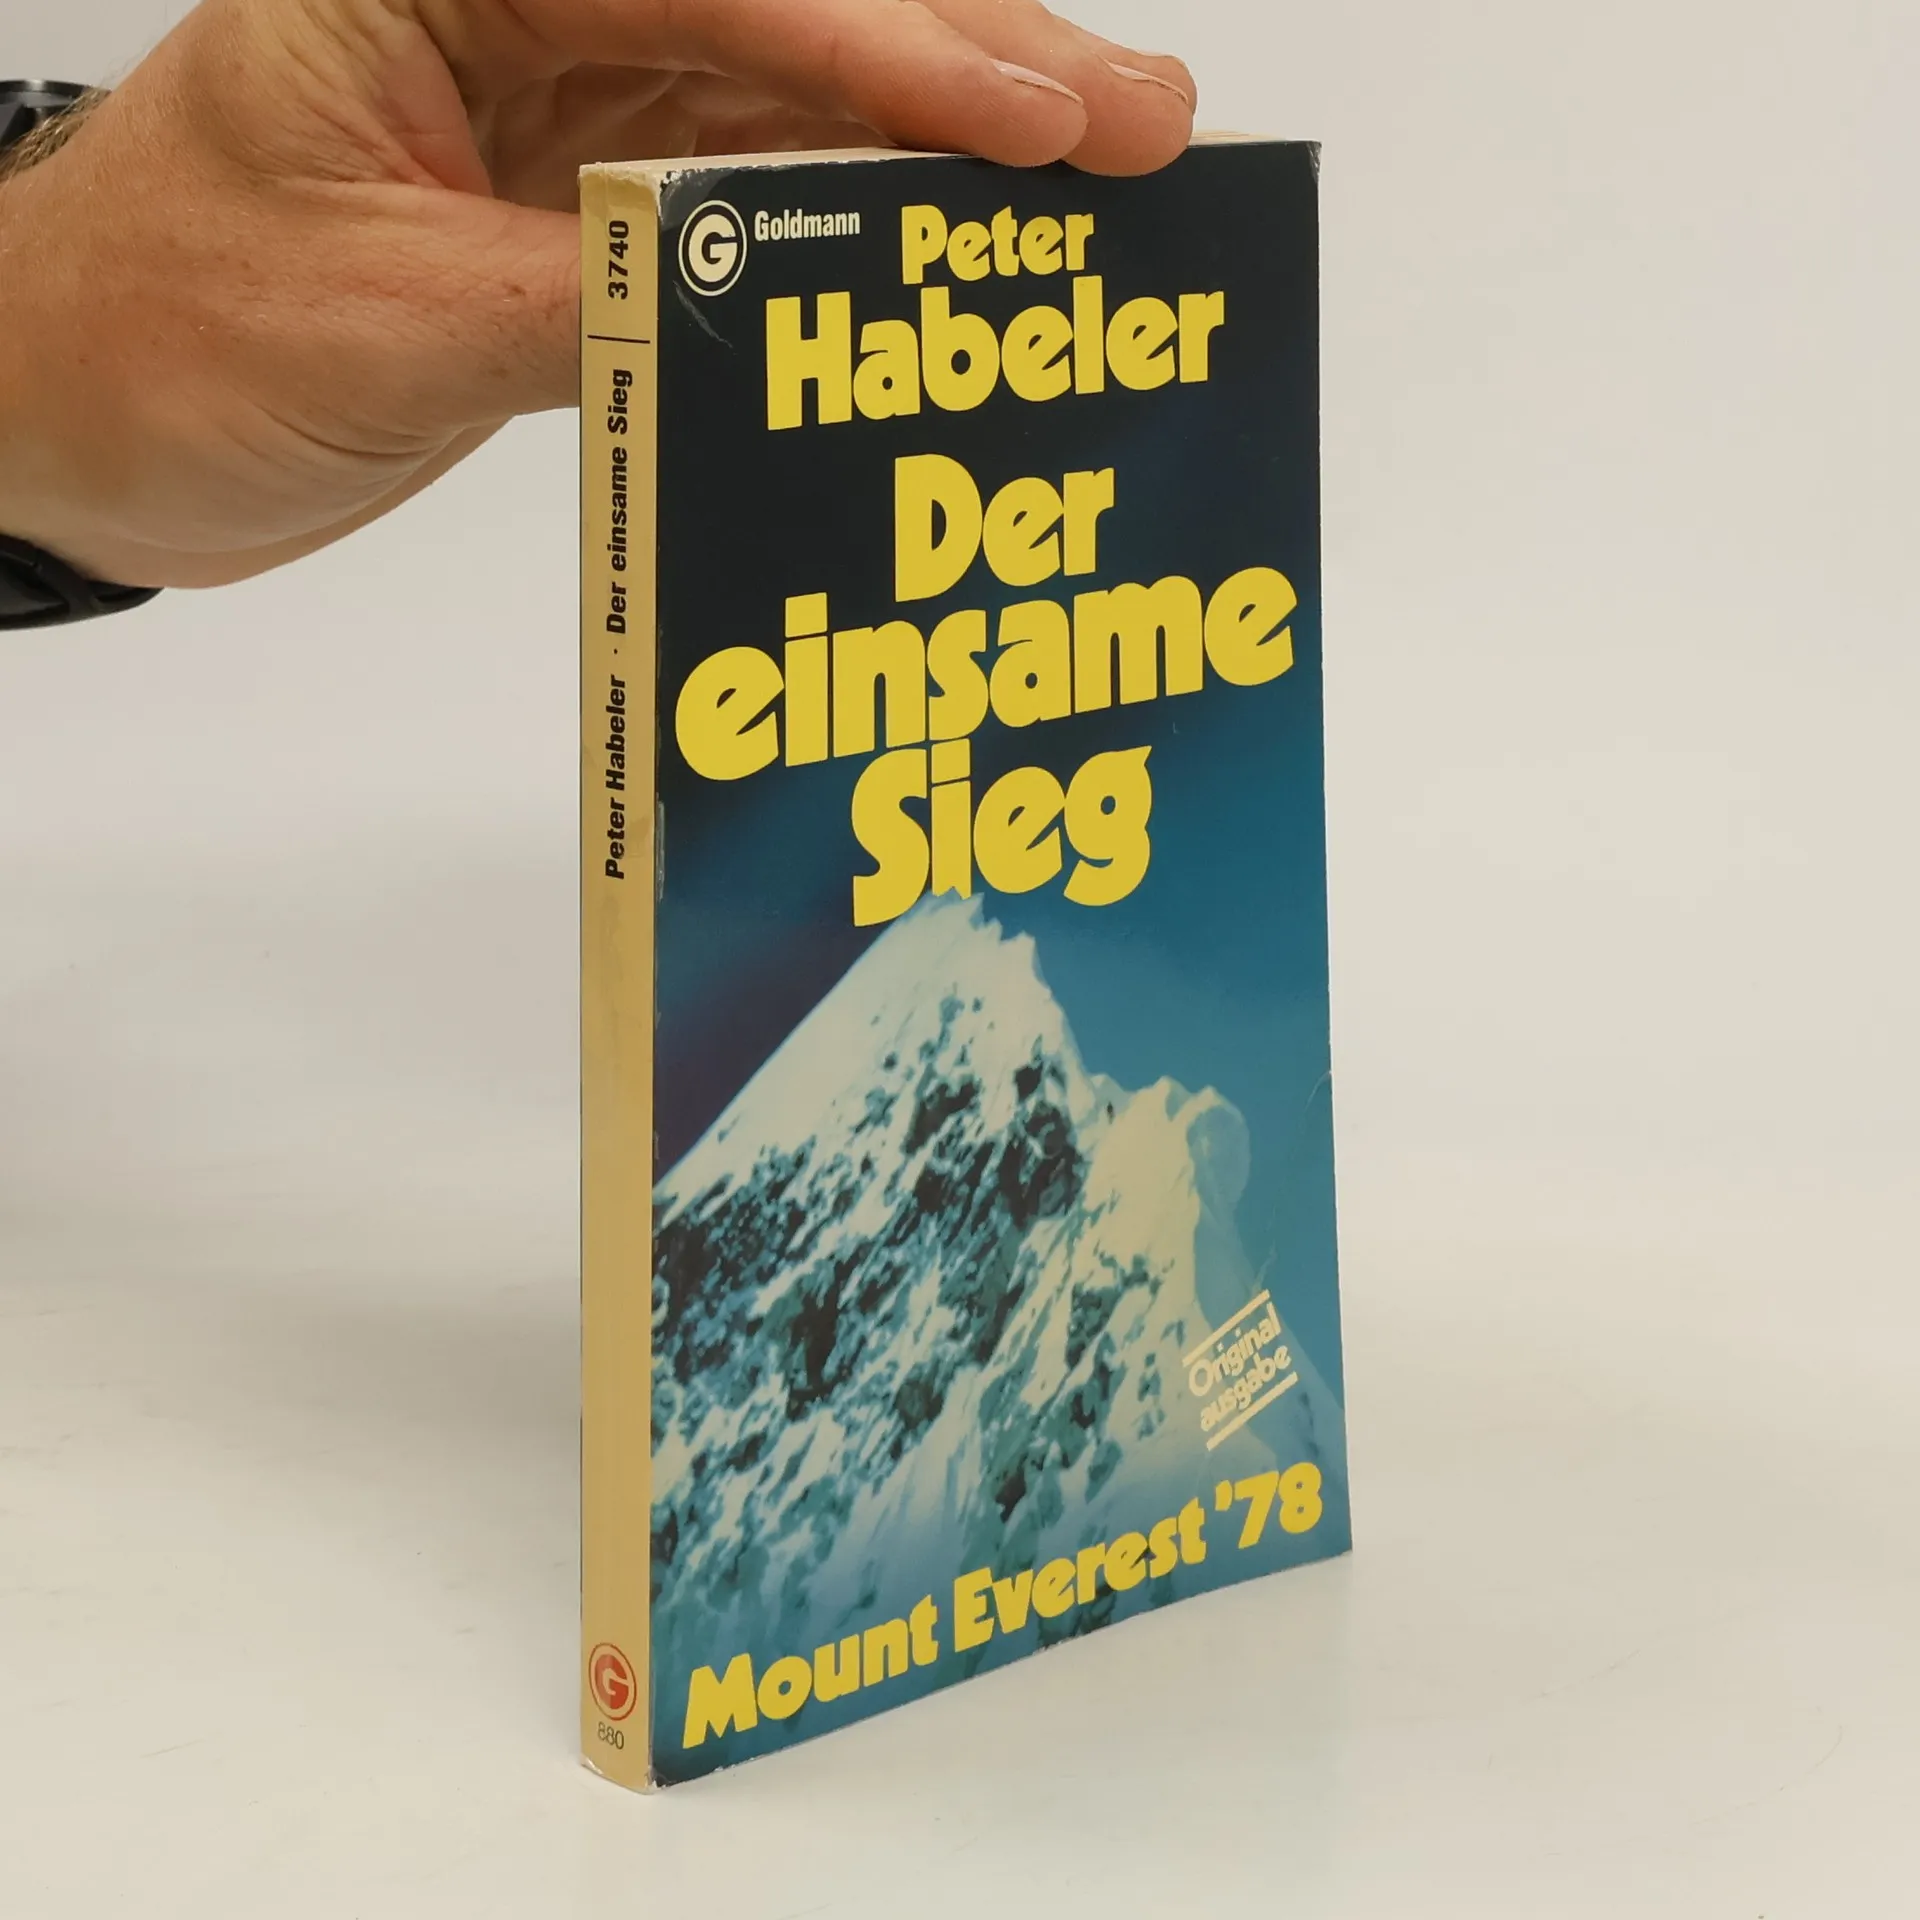 3740
Peter Habeler · Der einsame Sieg
G
880
G
Goldmann
Peter
Habeler
Der
einsame
Sieg
Original
ausgabe
Mount Everest '78